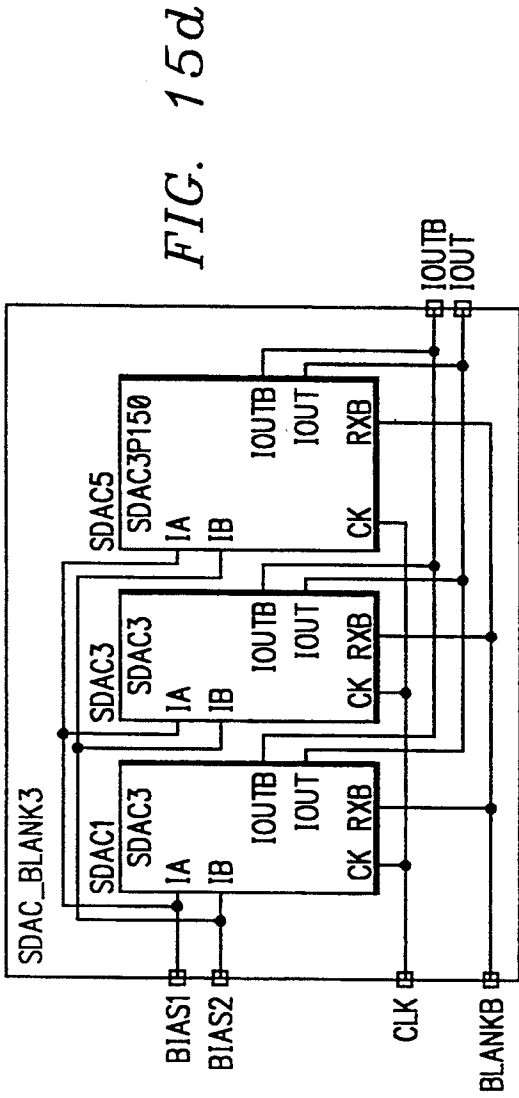 FIG. 15d
SDAC_BLANK3
SDAC1
SDAC3
IA
IB
IOUTB
IOUT
CK
RXB
SDAC3
SDAC3
IA
IB
IOUTB
IOUT
CK
RXB
SDAC5
SDAC3P150
IA
IB
IOUTB
IOUT
CK
RXB
BIAS1
BIAS2
CLK
BLANKB
IOUTB
IOUT